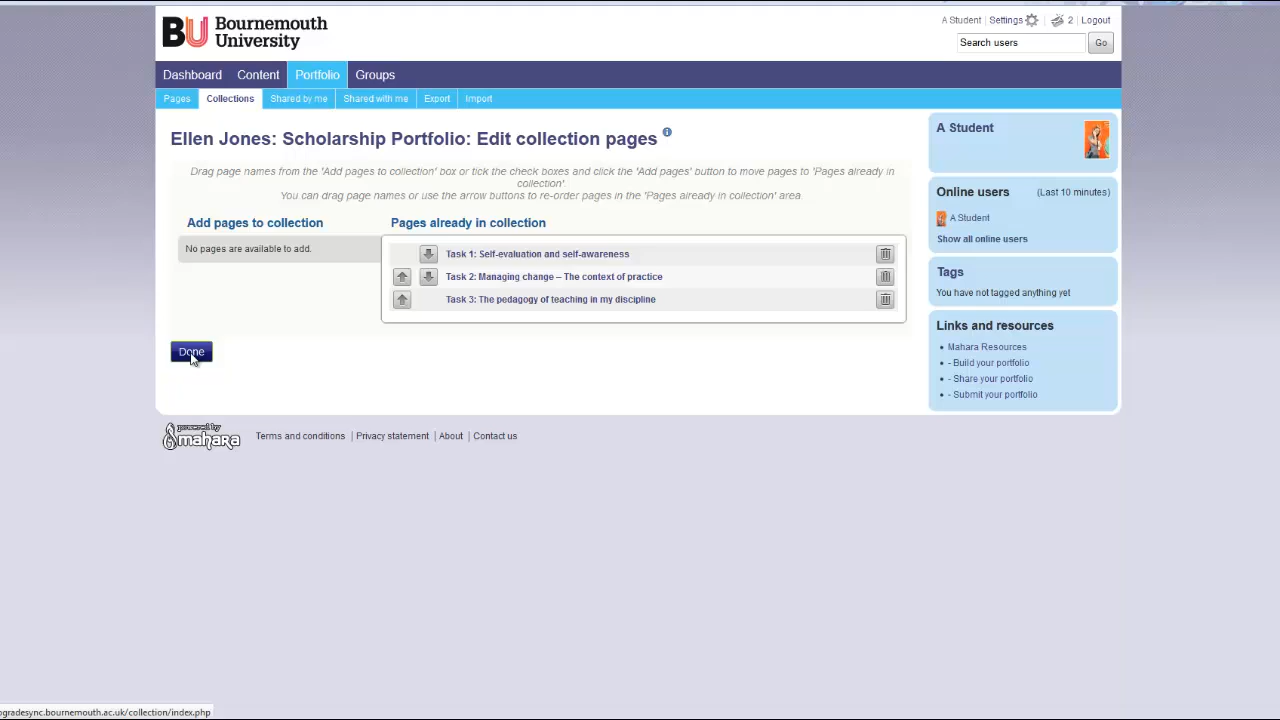 BU Bournemouth University
A Student | Settings | 2 | Logout
Search users Go
Dashboard Content Portfolio Groups
Pages Collections Shared by me Shared with me Export Import
Ellen Jones: Scholarship Portfolio: Edit collection pages
Drag page names from the 'Add pages to collection' box or tick the check boxes and click the 'Add pages' button to move pages to 'Pages already in
collection'.
You can drag page names or use the arrow buttons to re-order pages in the 'Pages already in collection' area.
Add pages to collection
No pages are available to add.
Pages already in collection
Task 1: Self-evaluation and self-awareness
Task 2: Managing change – The context of practice
Task 3: The pedagogy of teaching in my discipline
Done
A Student
Online users (Last 10 minutes)
A Student
Show all online users
Tags
You have not tagged anything yet
Links and resources
• Mahara Resources
• - Build your portfolio
• - Share your portfolio
• - Submit your portfolio
powered by
mahara
Terms and conditions | Privacy statement | About | Contact us
ogradesync.bournemouth.ac.uk/collection/index.php